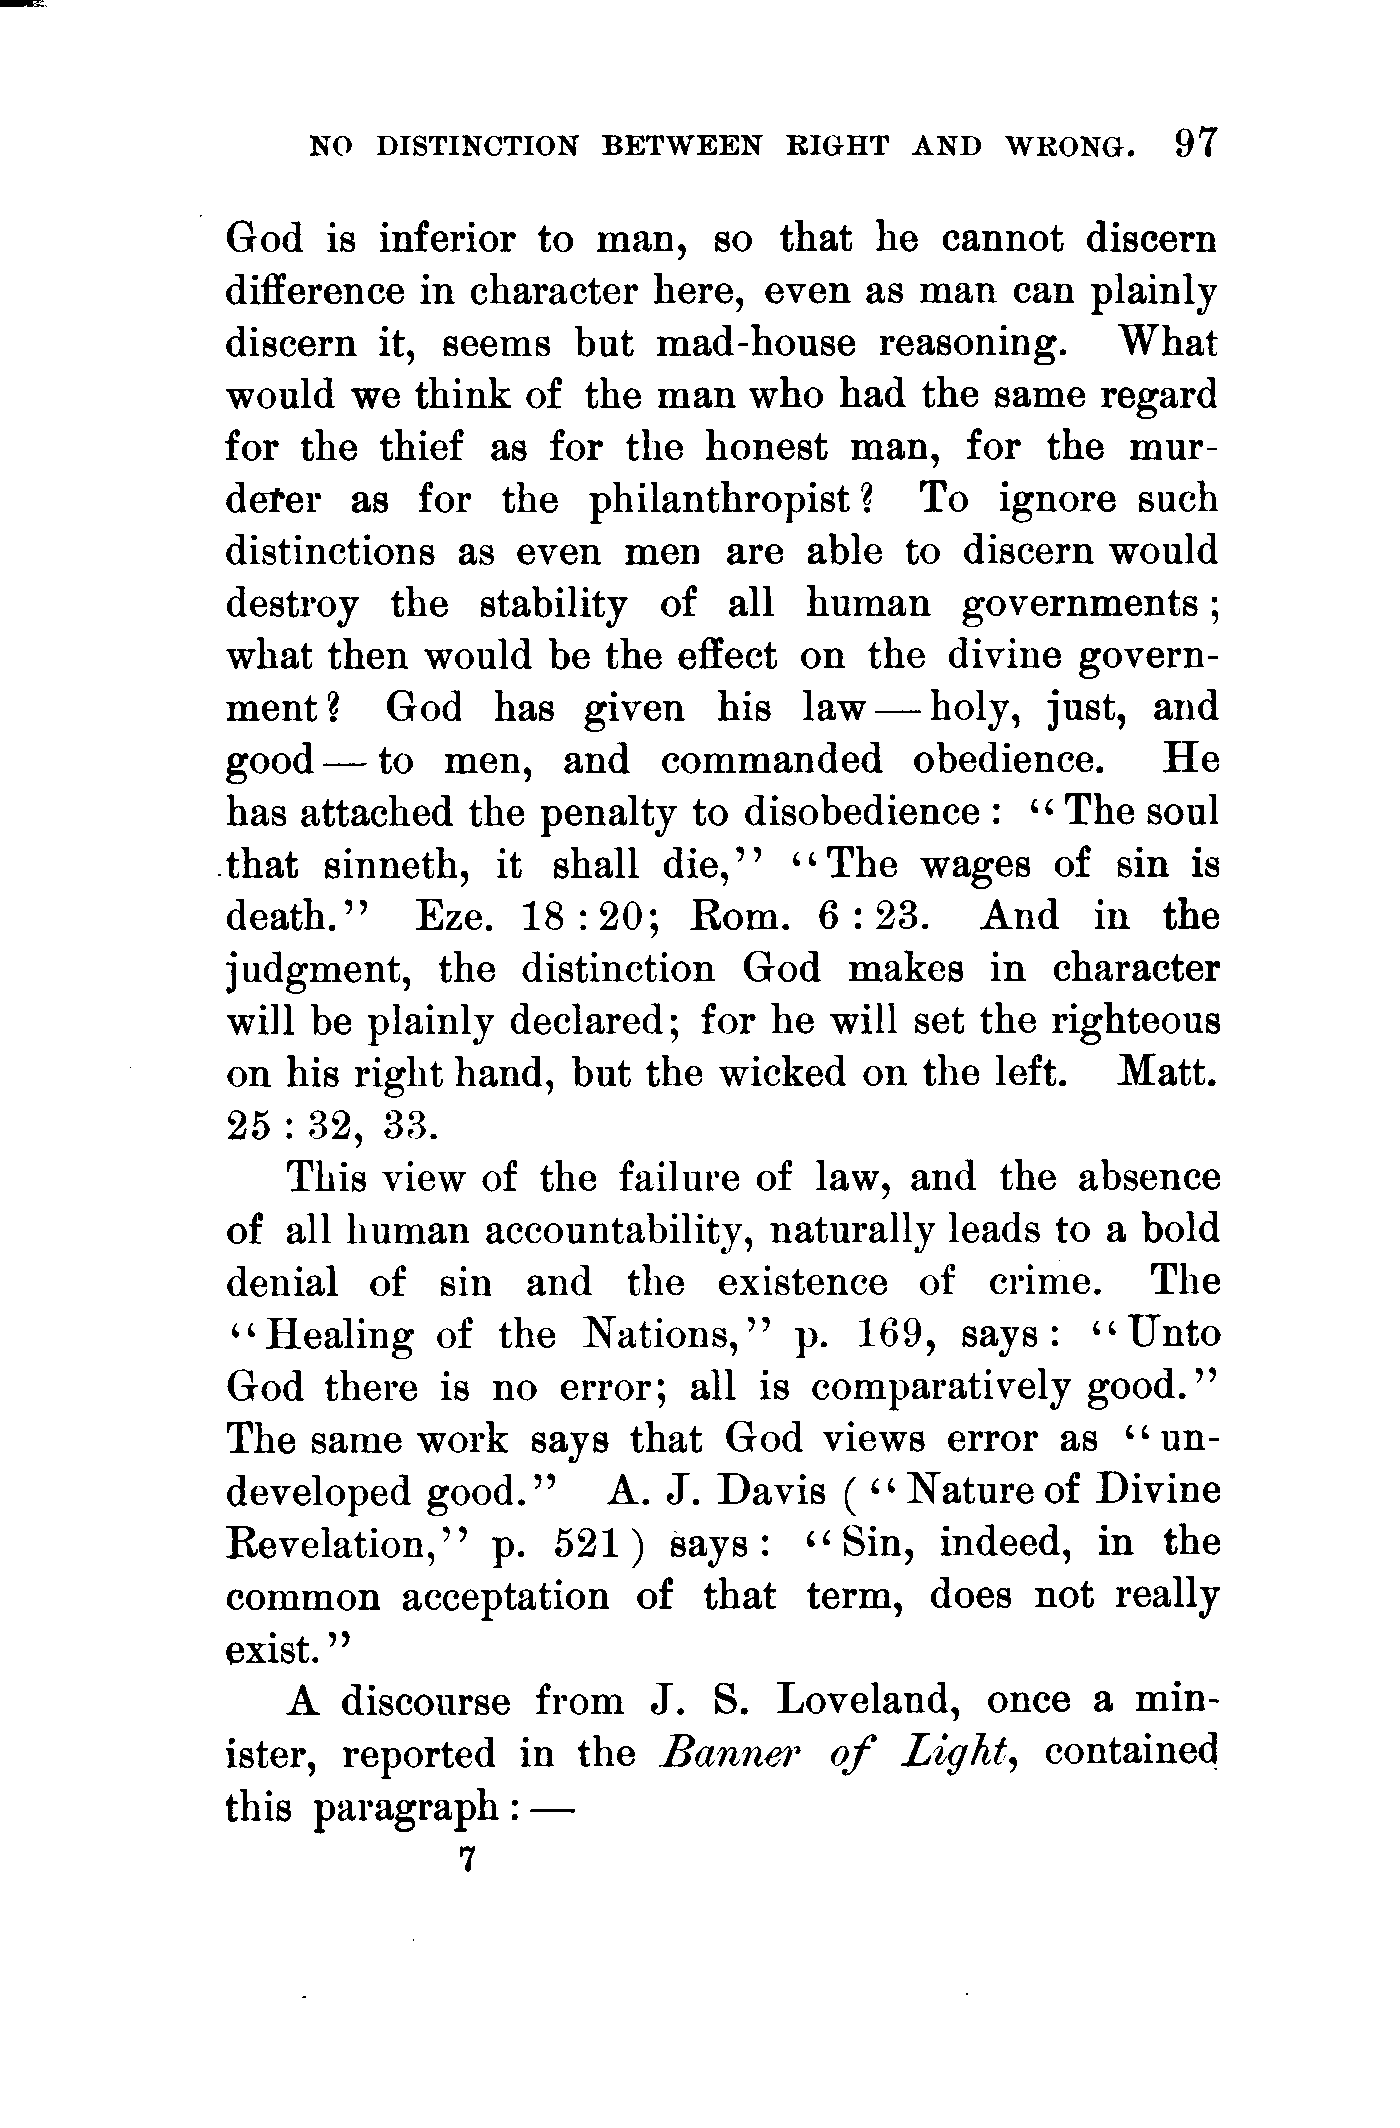 NO DISTINCTION BETWEEN RIGHT AND WRONG. 97
God is inferior to man, so that he cannot discern
difference in character here, even as man can plainly
discern it, seems but mad-house reasoning. What
would we think of the man who had the same regard
for the thief as for the honest man, for the mur-
derer as for the philanthropist? To ignore such
distinctions as even men are able to discern would
destroy the stability of all human governments;
what then would be the effect on the divine govern-
ment? God has given his law — holy, just, and
good — to men, and commanded obedience. He
has attached the penalty to disobedience: "The soul
that sinneth, it shall die," "The wages of sin is
death." Eze. 18:20; Rom. 6:23. And in the
judgment, the distinction God makes in character
will be plainly declared; for he will set the righteous
on his right hand, but the wicked on the left. Matt.
25:32, 33.
This view of the failure of law, and the absence
of all human accountability, naturally leads to a bold
denial of sin and the existence of crime. The
"Healing of the Nations," p. 169, says: "Unto
God there is no error; all is comparatively good."
The same work says that God views error as "un-
developed good." A. J. Davis ("Nature of Divine
Revelation," p. 521) says: "Sin, indeed, in the
common acceptation of that term, does not really
exist."
A discourse from J. S. Loveland, once a min-
ister, reported in the Banner of Light, contained
this paragraph: —
7